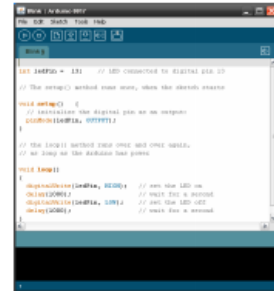 Blink | Arduino 0017
File Edit Sketch Tools Help
Blink
int ledPin = 13; // LED connected to digital pin 13
// The setup() method runs once, when the sketch starts
void setup() {
// initialize the digital pin as an output:
pinMode(ledPin, OUTPUT);
}
// the loop() method runs over and over again,
// as long as the Arduino has power
void loop()
{
digitalWrite(ledPin, HIGH); // set the LED on
delay(1000); // wait for a second
digitalWrite(ledPin, LOW); // set the LED off
delay(1000); // wait for a second
}